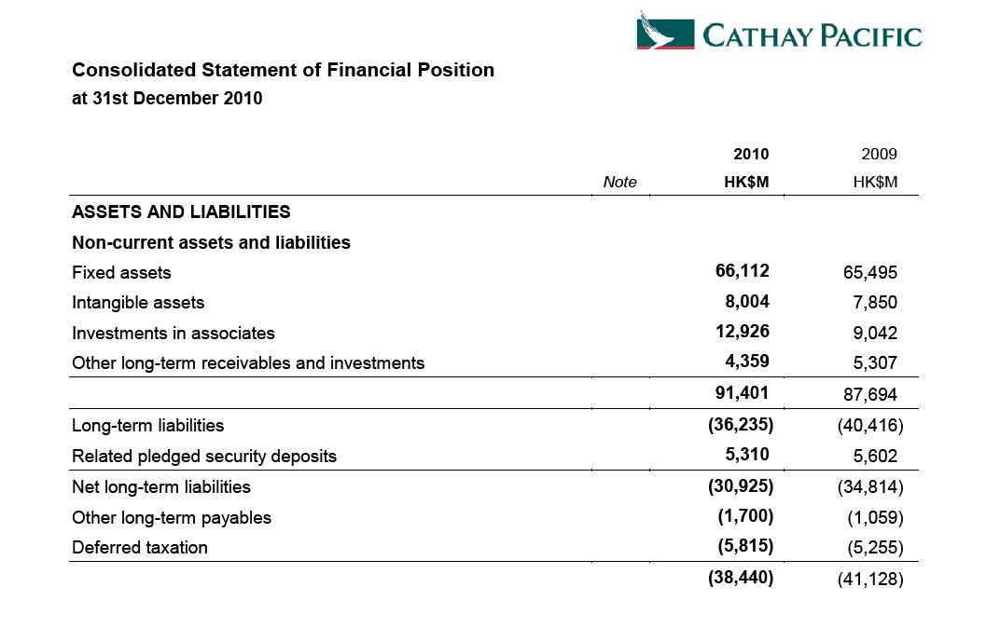 CATHAY PACIFIC
Consolidated Statement of Financial Position
at 31st December 2010
2010 2009
Note HK$M HK$M
ASSETS AND LIABILITIES
Non-current assets and liabilities
Fixed assets 66,112 65,495
Intangible assets 8,004 7,850
Investments in associates 12,926 9,042
Other long-term receivables and investments 4,359 5,307
91,401 87,694
Long-term liabilities (36,235) (40,416)
Related pledged security deposits 5,310 5,602
Net long-term liabilities (30,925) (34,814)
Other long-term payables (1,700) (1,059)
Deferred taxation (5,815) (5,255)
(38,440) (41,128)